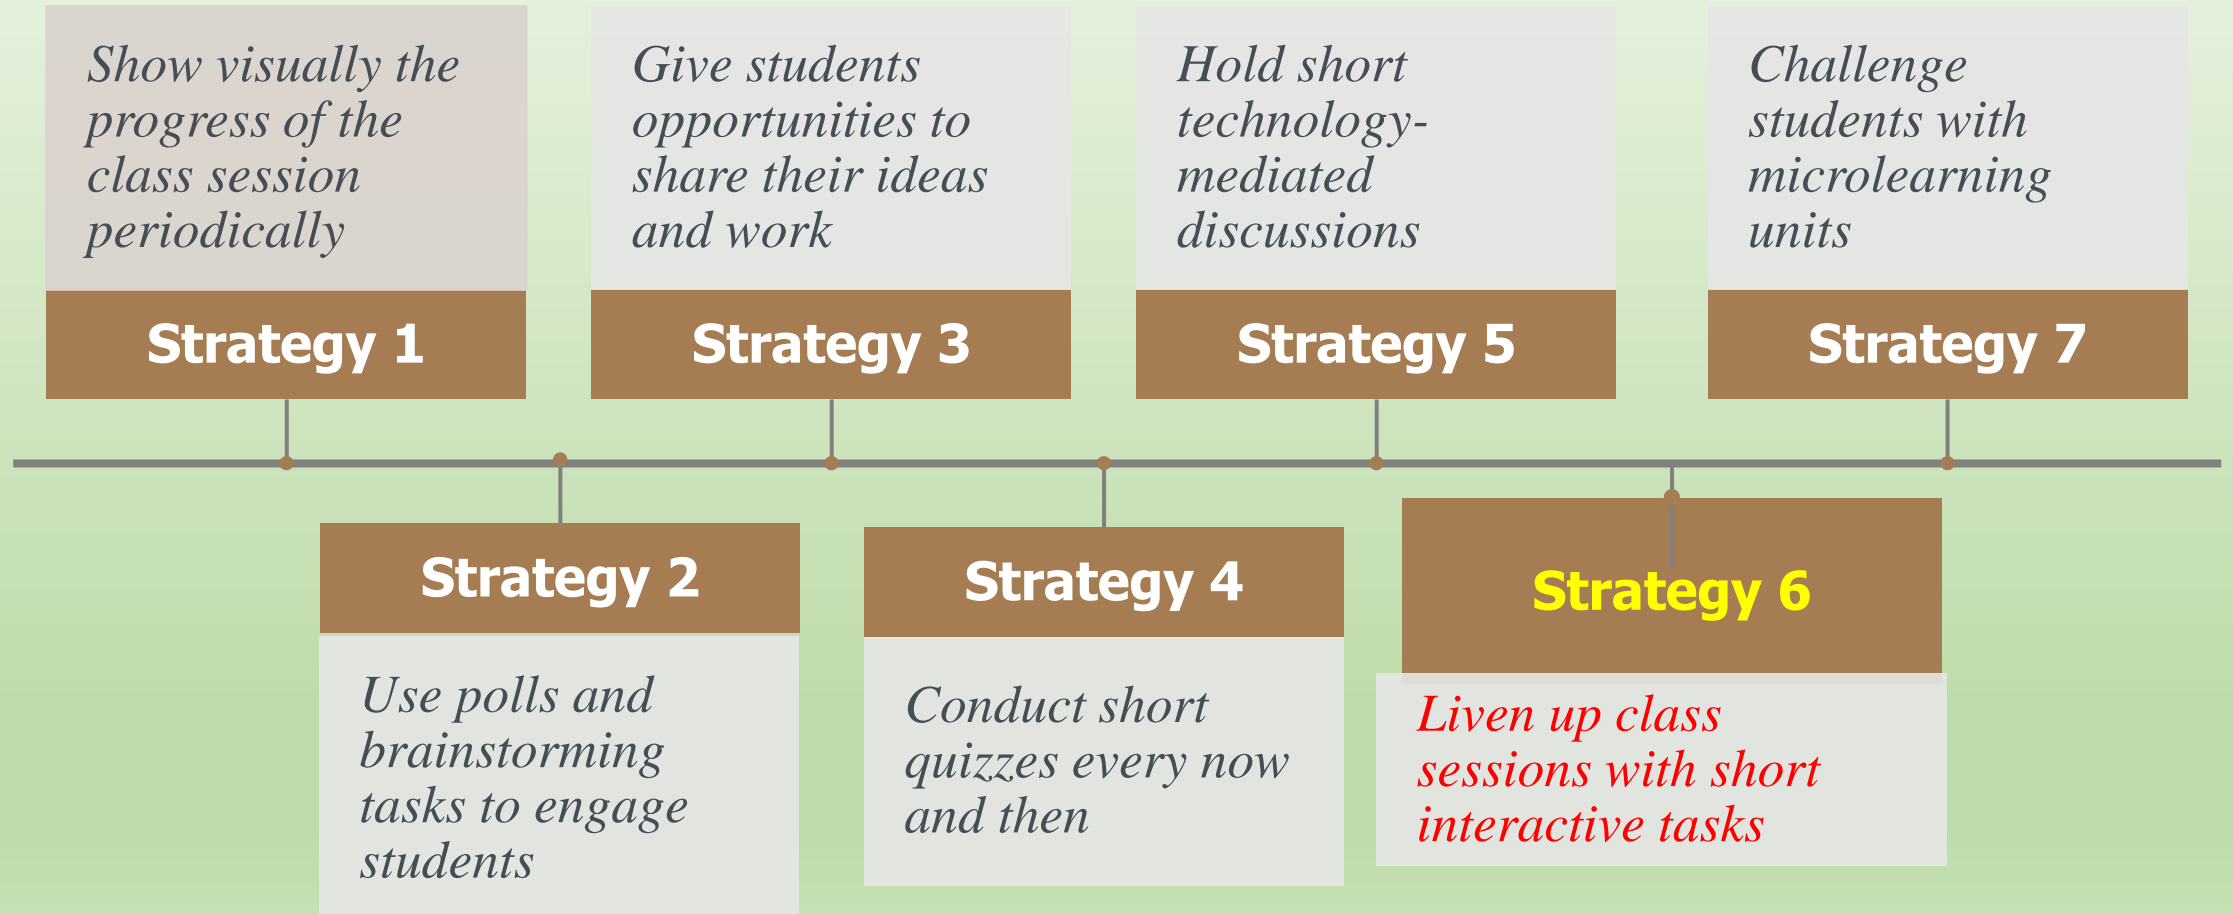 Show visually the
progress of the
class session
periodically
Strategy 1
Use polls and
brainstorming
tasks to engage
students
Strategy 2
Give students
opportunities to
share their ideas
and work
Strategy 3
Conduct short
quizzes every now
and then
Strategy 4
Hold short
technology-
mediated
discussions
Strategy 5
Strategy 6
Liven up class
sessions with short
interactive tasks
Challenge
students with
microlearning
units
Strategy 7